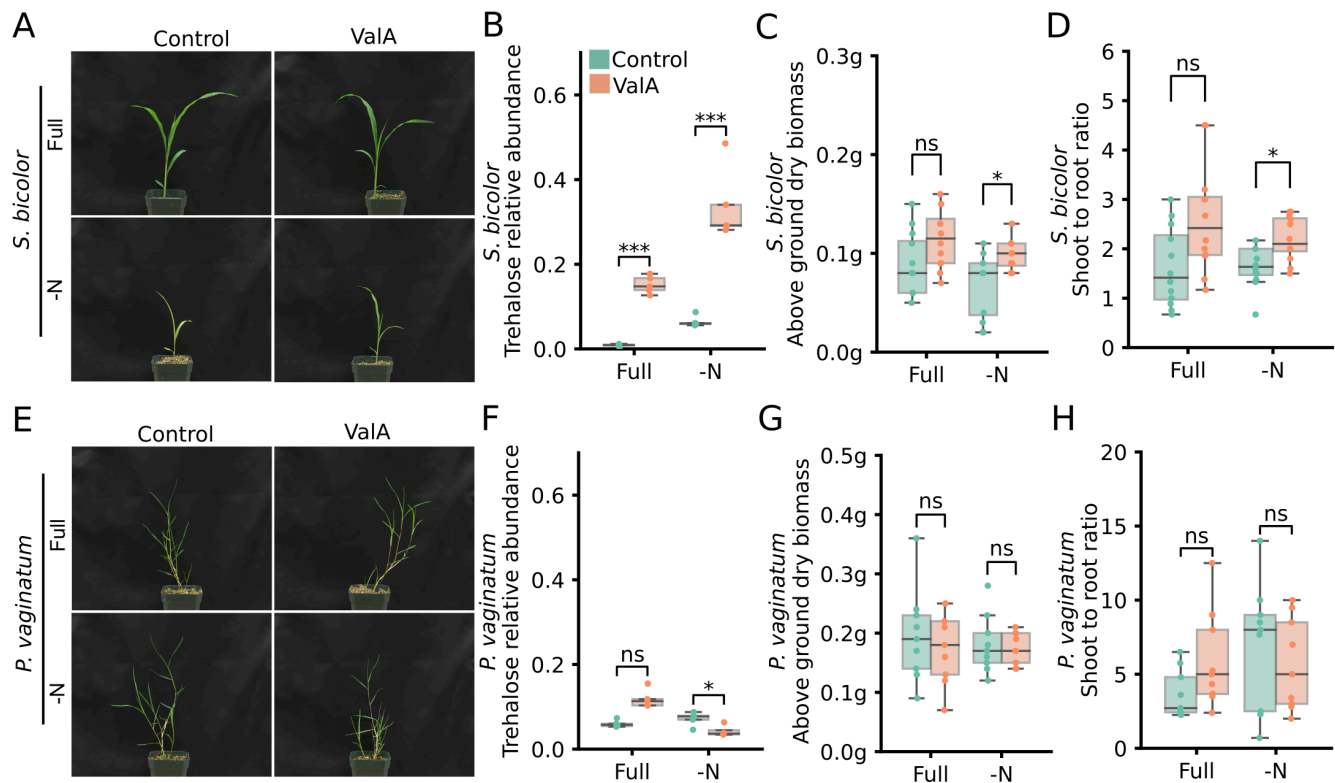 A
Control
ValA
S. bicolor
Full
-N
B
S. bicolor
Trehalose relative abundance
0.6
0.4
0.2
0.0
Control
ValA
***
***
Full
-N
C
S. bicolor
Above ground dry biomass
0.3g
0.2g
0.1g
0.0g
ns
*
Full
-N
D
S. bicolor
Shoot to root ratio
6
5
4
3
2
1
0
ns
*
Full
-N
E
Control
ValA
P. vaginatum
Full
-N
F
P. vaginatum
Trehalose relative abundance
0.6
0.4
0.2
0.0
ns
*
Full
-N
G
P. vaginatum
Above ground dry biomass
0.5g
0.4g
0.3g
0.2g
0.1g
0.0g
ns
ns
Full
-N
H
P. vaginatum
Shoot to root ratio
20
15
10
5
0
ns
ns
Full
-N